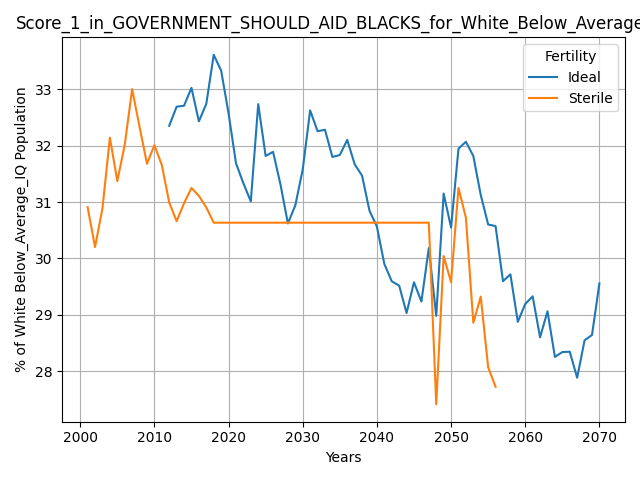 Score_1_in_GOVERNMENT_SHOULD_AID_BLACKS_for_White_Below_Average
Fertility
Ideal
Sterile
% of White Below_Average_IQ Population
33
32
31
30
29
28
2000 2010 2020 2030 2040 2050 2060 2070
Years